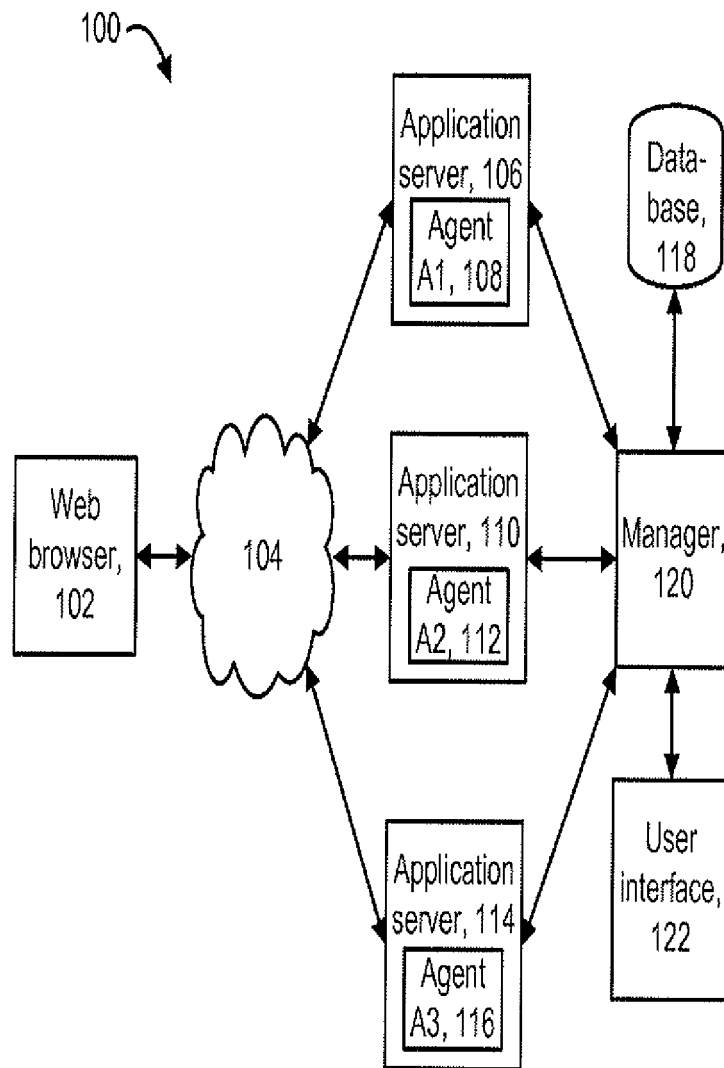 100
Application
server, 106
Agent
A1, 108
Data-
base,
118
Web
browser,
102
104
Application
server, 110
Agent
A2, 112
Manager,
120
Application
server, 114
Agent
A3, 116
User
interface,
122